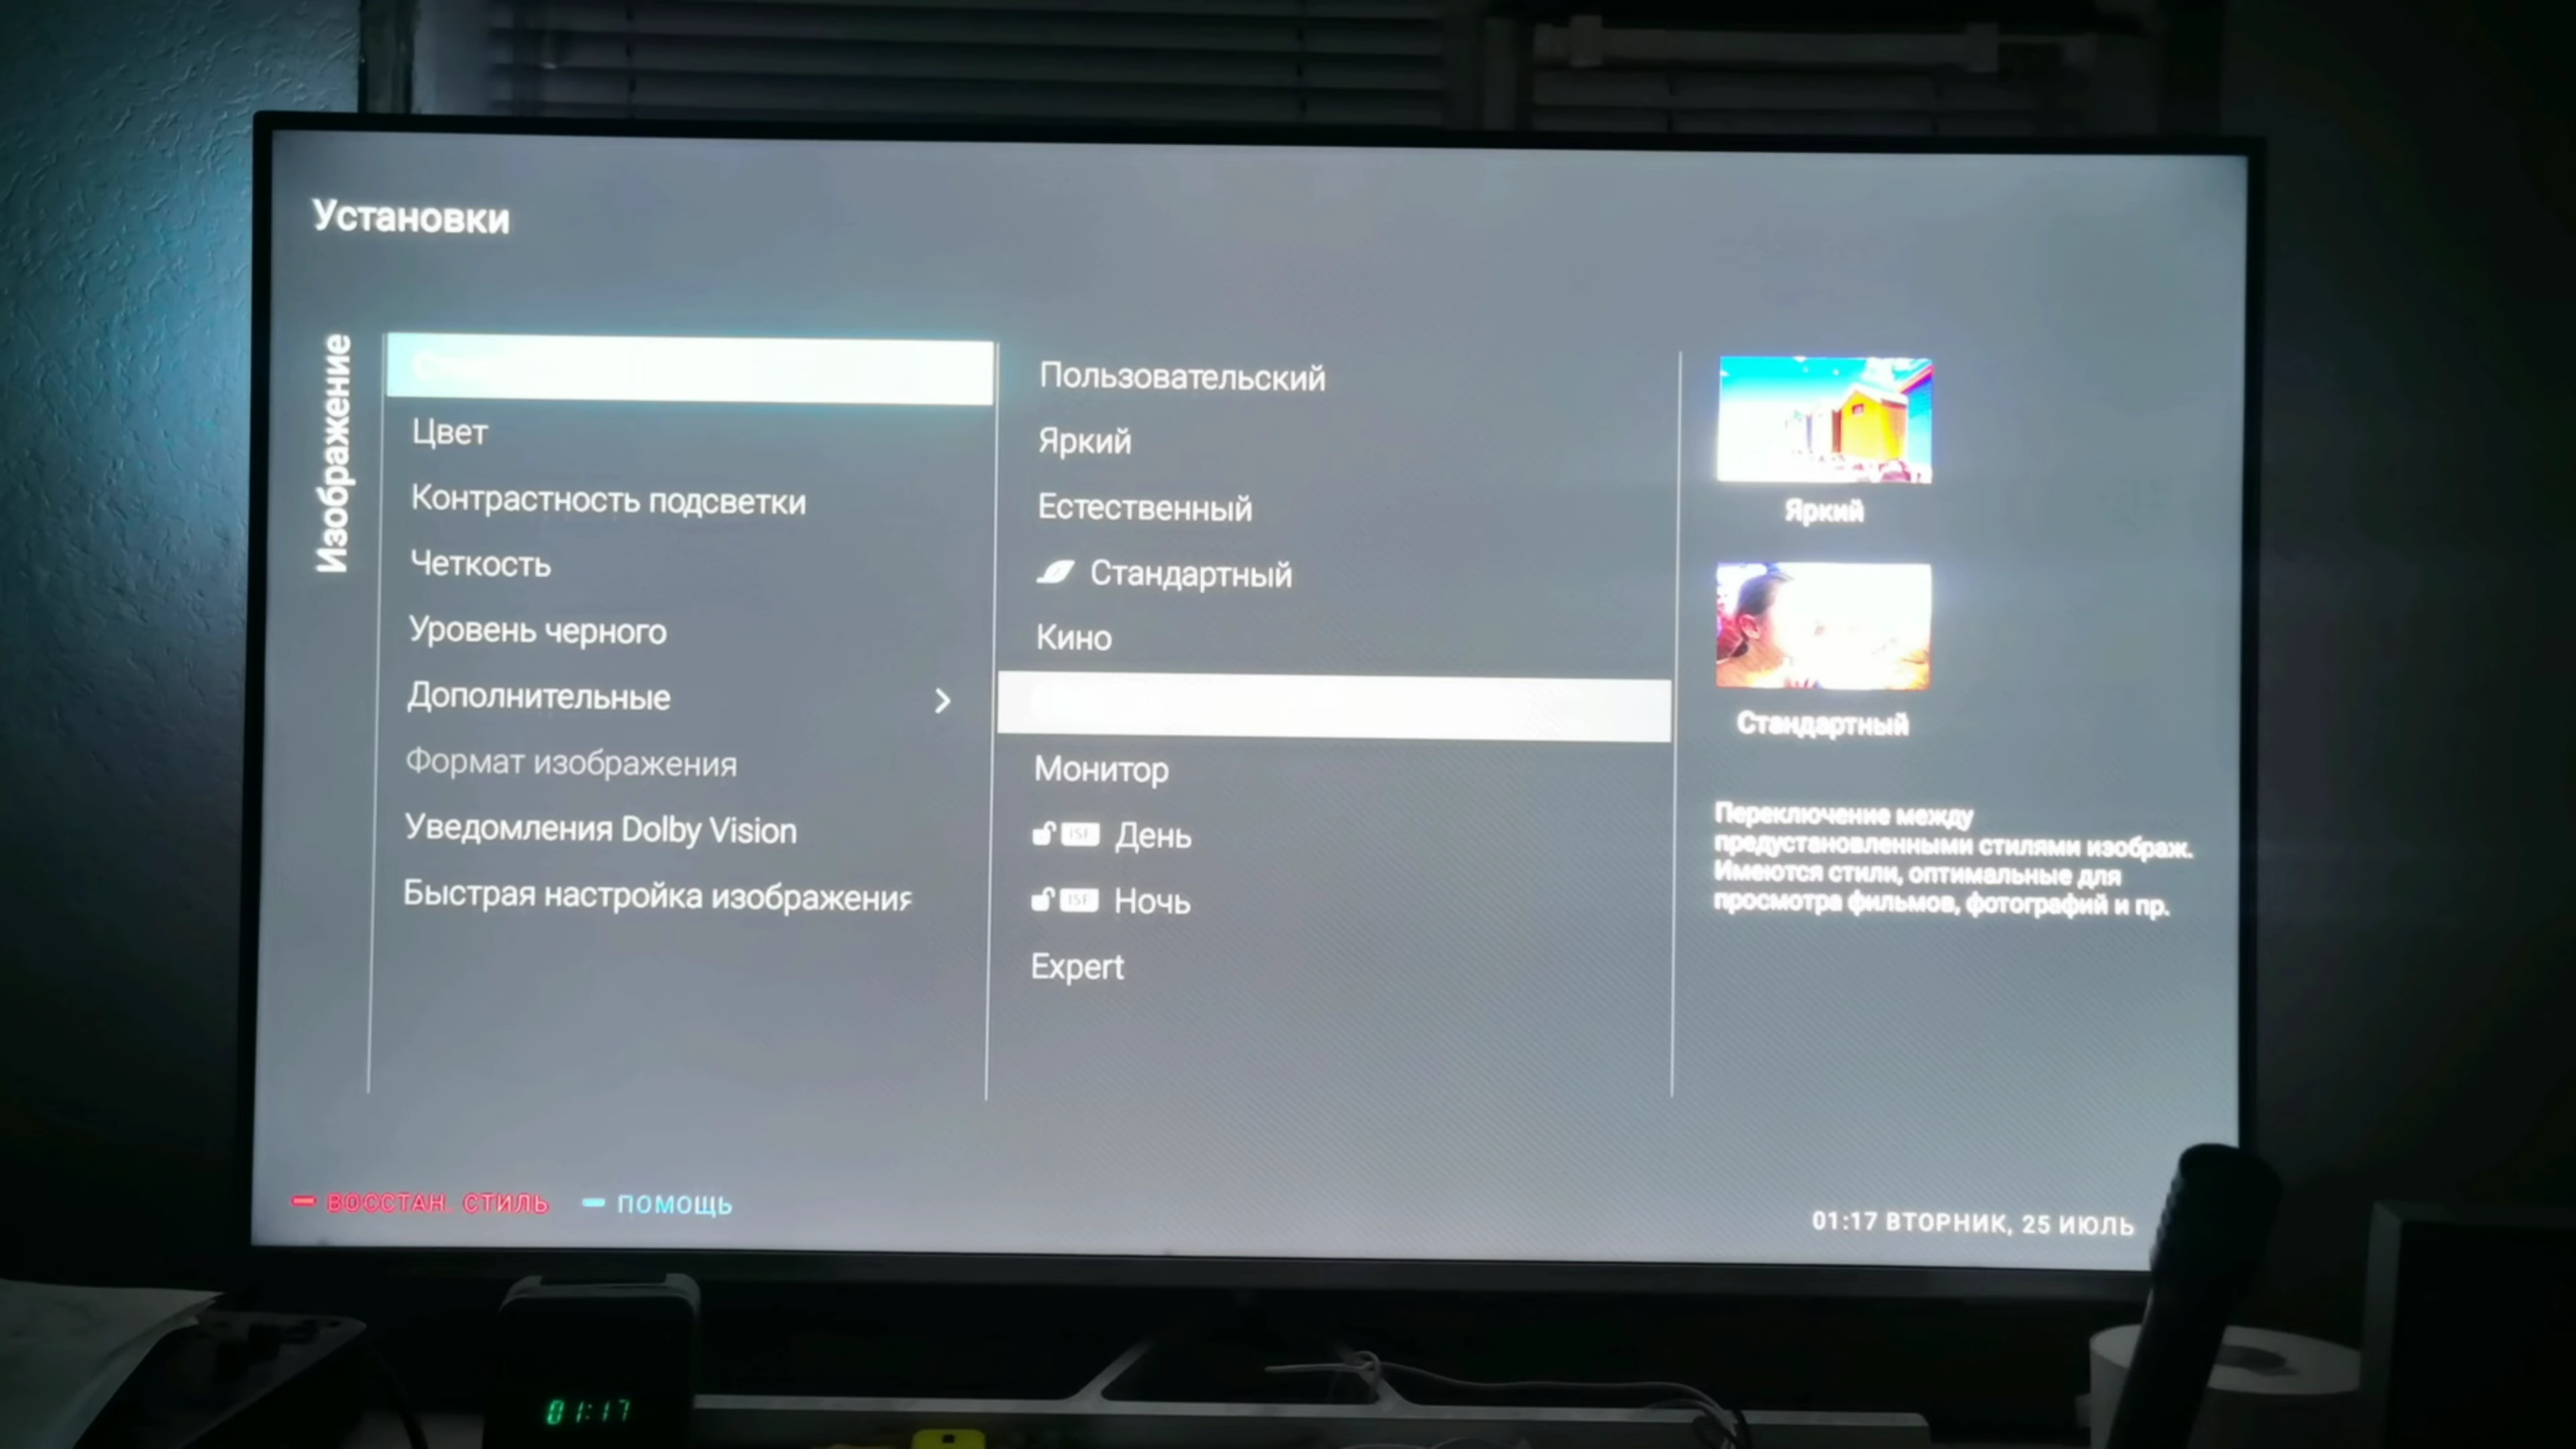 Установки
Изображение
Цвет
Контрастность подсветки
Четкость
Уровень черного
Дополнительные
Формат изображения
Уведомления Dolby Vision
Быстрая настройка изображения
Пользовательский
Яркий
Естественный
Стандартный
Кино
Монитор
ISF День
ISF Ночь
Expert
Яркий
Стандартный
Переключение между
предустановленными стилями изображ.
Имеются стили, оптимальные для
просмотра фильмов, фотографий и пр.
ВОССТАН. СТИЛЬ
ПОМОЩЬ
01:17 ВТОРНИК, 25 ИЮЛЬ
01:17